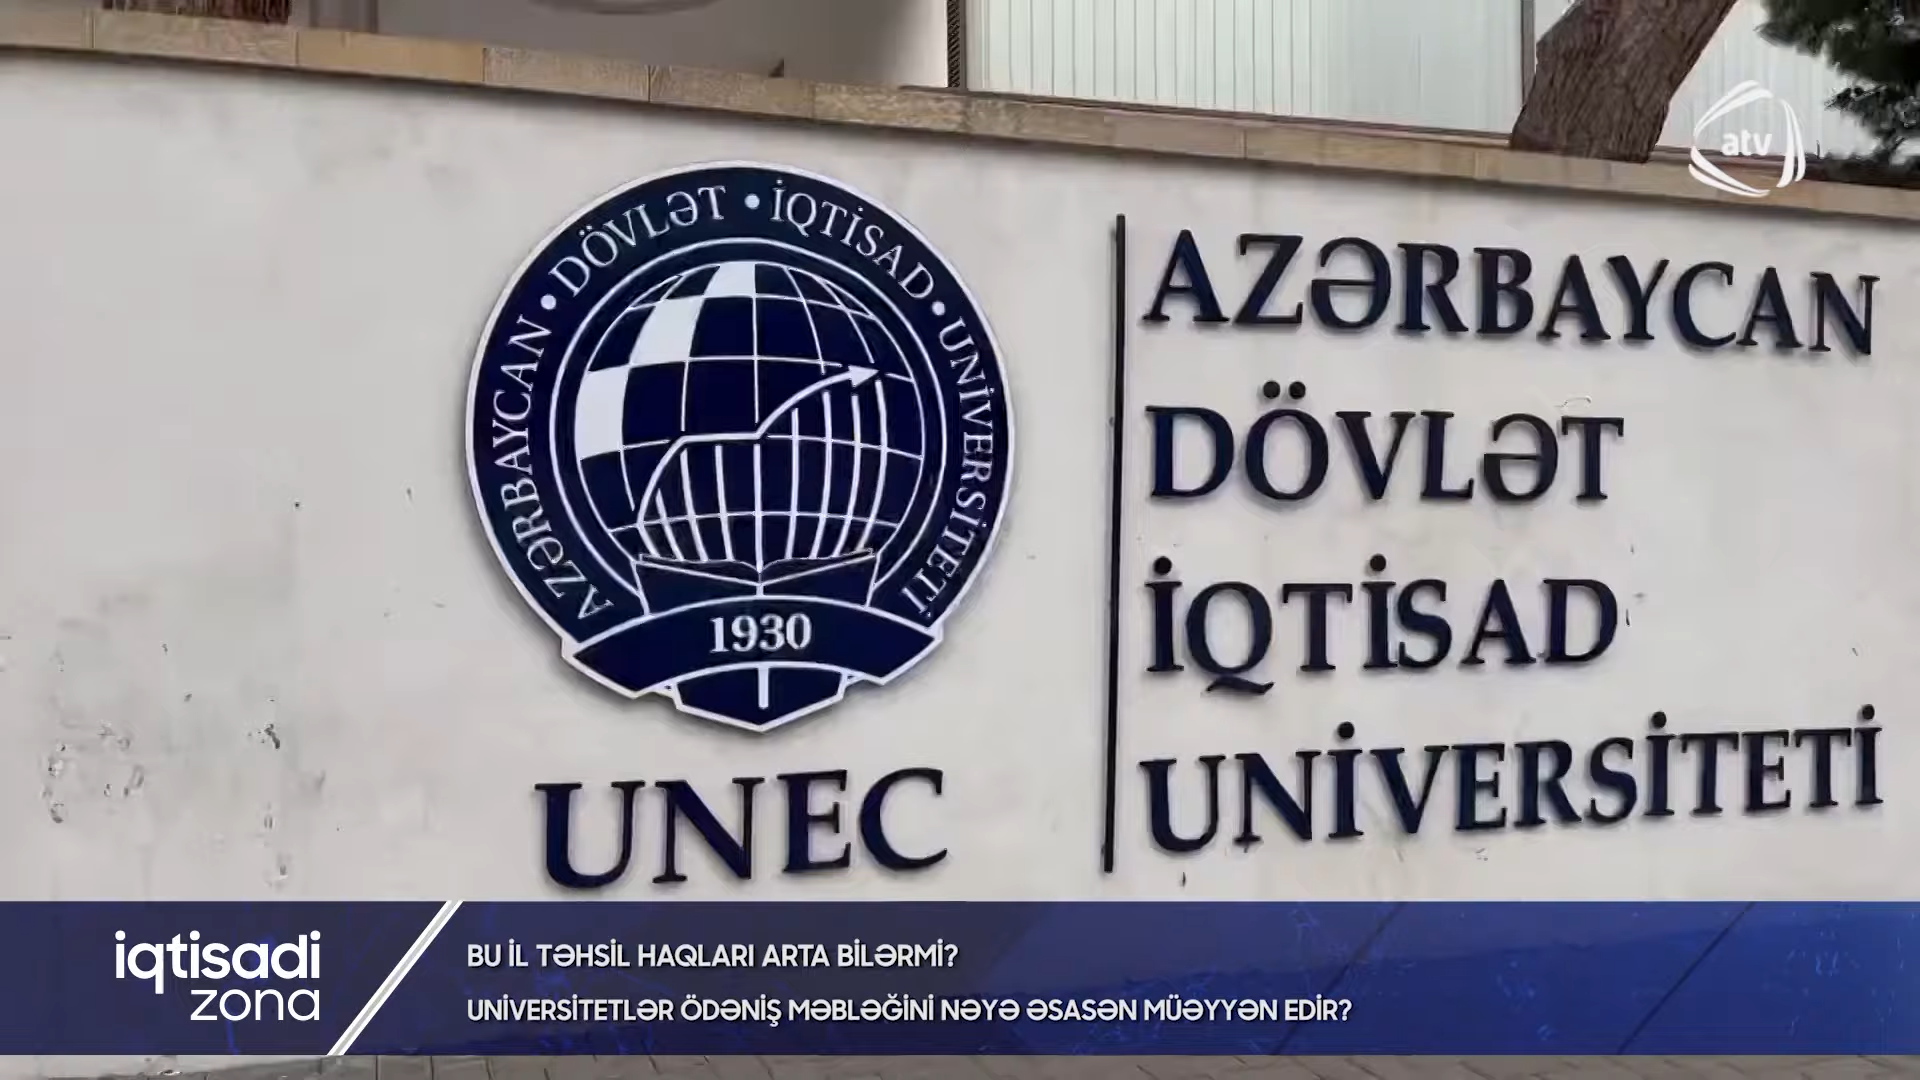 atv
AZƏRBAYCAN • DÖVLƏT • İQTİSAD • UNİVERSİTETİ
1930
UNEC
AZƏRBAYCAN
DÖVLƏT
İQTİSAD
UNİVERSİTETİ
iqtisadi
zona
BU İL TƏHSİL HAQLARI ARTA BİLƏRMİ?
UNİVERSİTETLƏR ÖDƏNİŞ MƏBLƏĞİNİ NƏYƏ ƏSASƏN MÜƏYYƏN EDİR?